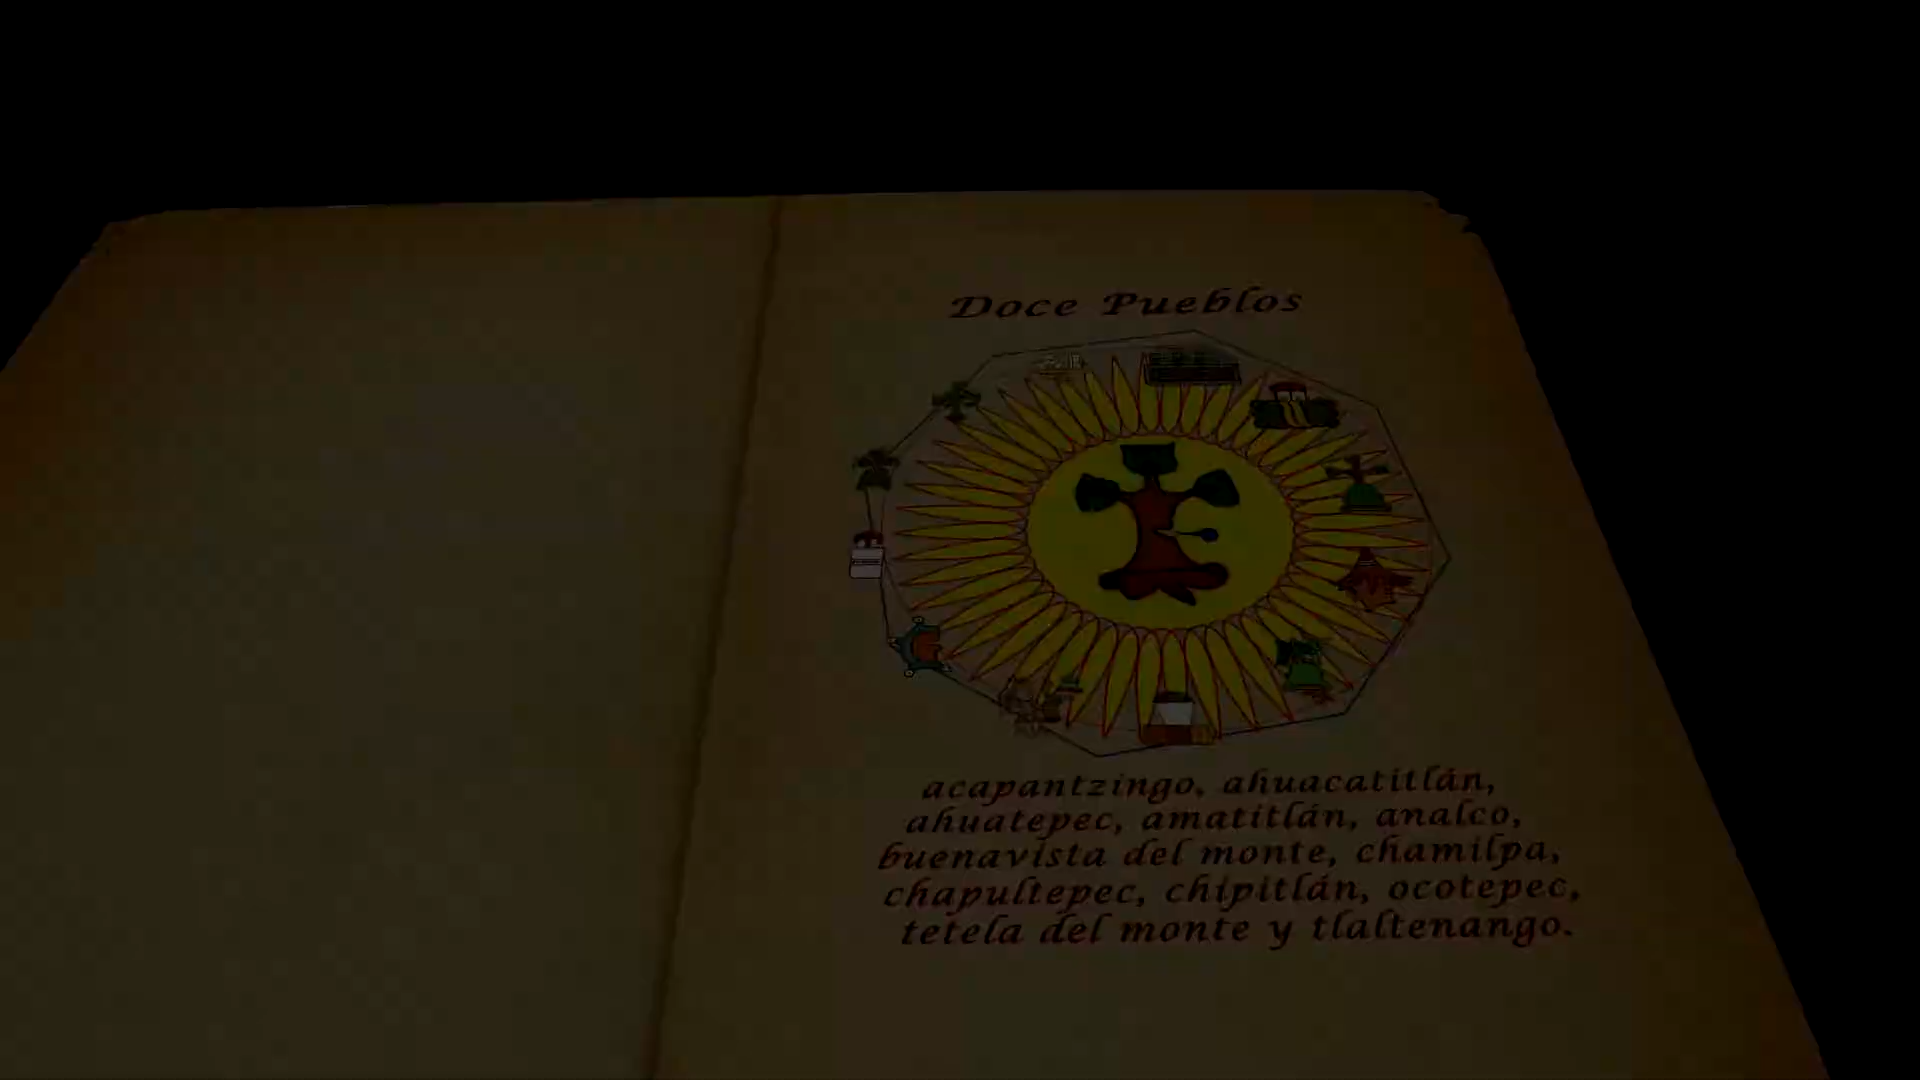 Doce Pueblos
acapantzingo, ahuacatitlán,
ahuatepec, amatitlán, analco,
buenavista del monte, chamilpa,
chapultepec, chipitlán, ocotepec,
tetela del monte y tlaltenango.